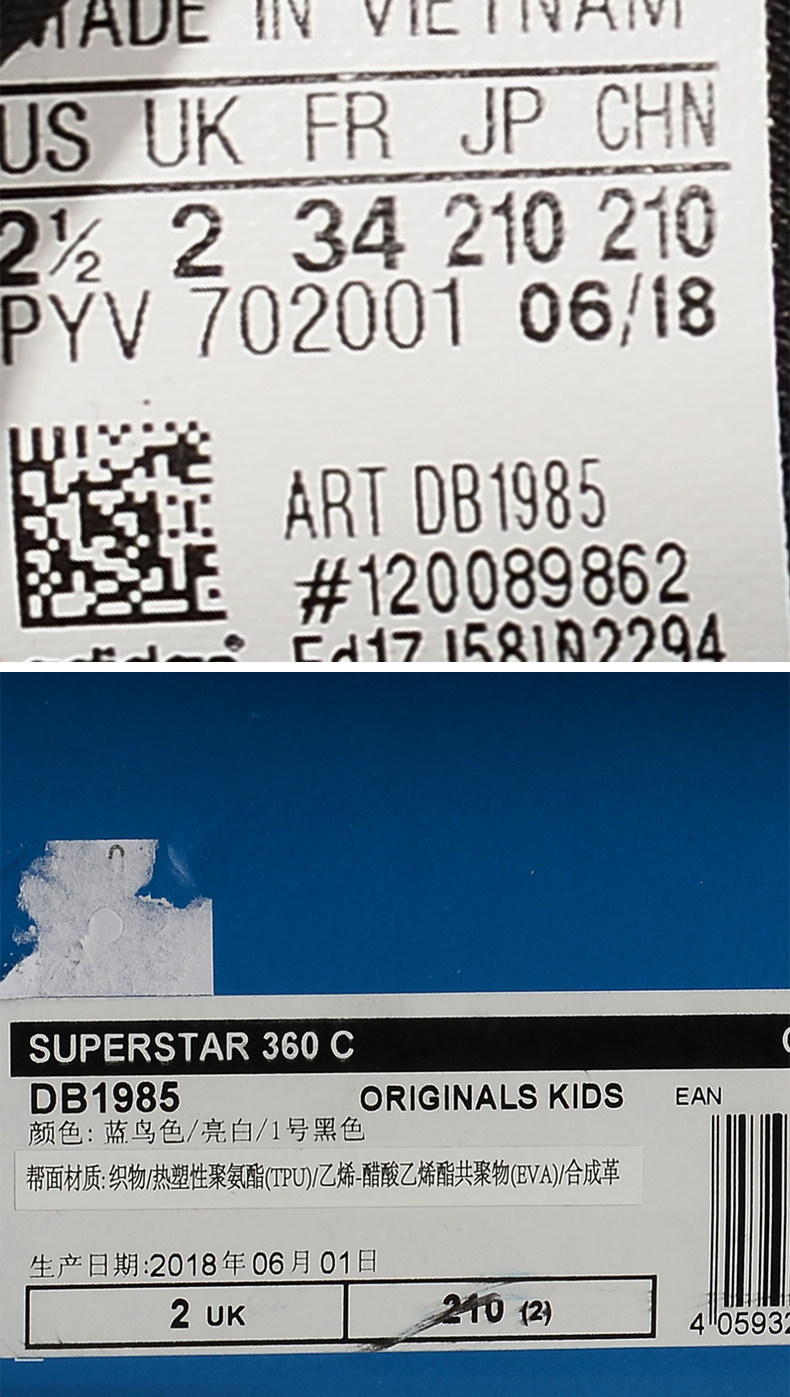 MADE IN VIETNAM
US UK FR JP CHN
2½ 2 34 210 210
PYV 702001 06/18
ART DB1985
#120089862
adidas®
SUPERSTAR 360 C
DB1985 ORIGINALS KIDS EAN
颜色: 蓝鸟色/亮白/1号黑色
帮面材质:织物/热塑性聚氨酯(TPU)/乙烯-醋酸乙烯酯共聚物(EVA)/合成革
生产日期:2018年06月01日
2 UK 210 (2)
4 05932